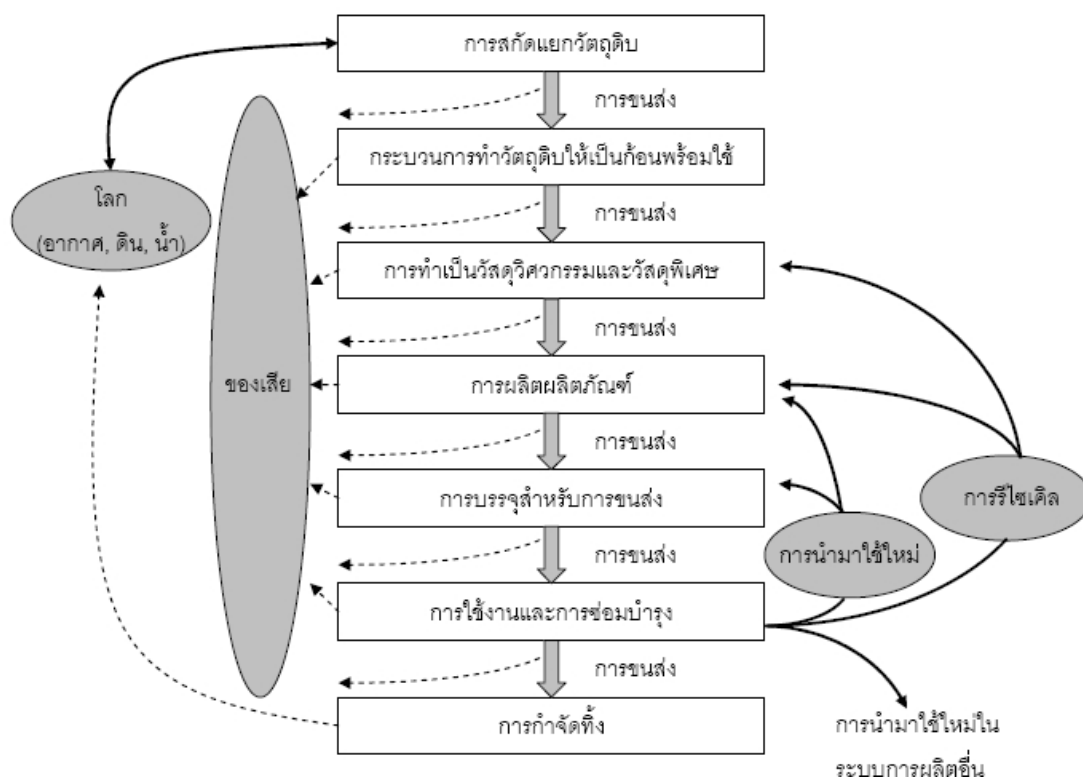 การสกัดแยกวัตถุดิบ
การขนส่ง
กระบวนการทำวัตถุดิบให้เป็นก้อนพร้อมใช้
โลก
(อากาศ, ดิน, น้ำ)
การขนส่ง
การทำเป็นวัสดุวิศวกรรมและวัสดุพิเศษ
การขนส่ง
ของเสีย
การผลิตผลิตภัณฑ์
การขนส่ง
การบรรจุสำหรับการขนส่ง
การรีไซเคิล
การขนส่ง
การนำมาใช้ใหม่
การใช้งานและการซ่อมบำรุง
การขนส่ง
การกำจัดทิ้ง
การนำมาใช้ใหม่ใน
ระบบการผลิตอื่น